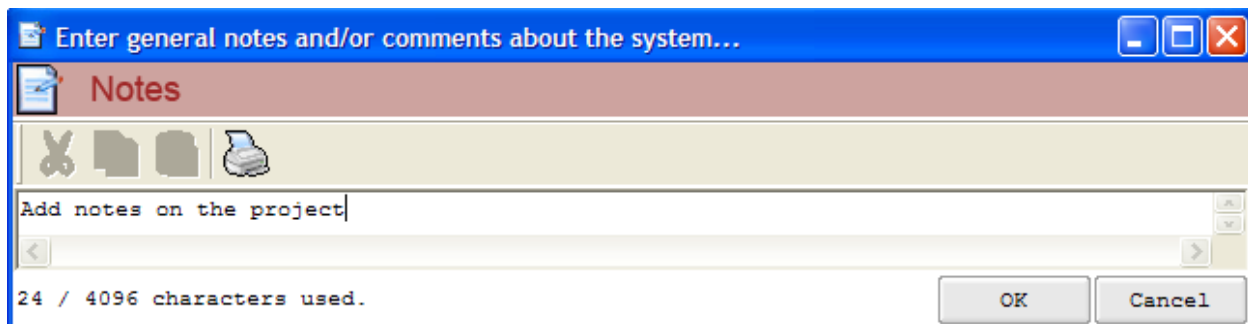 Enter general notes and/or comments about the system...
Notes
Add notes on the project
24 / 4096 characters used.
OK
Cancel